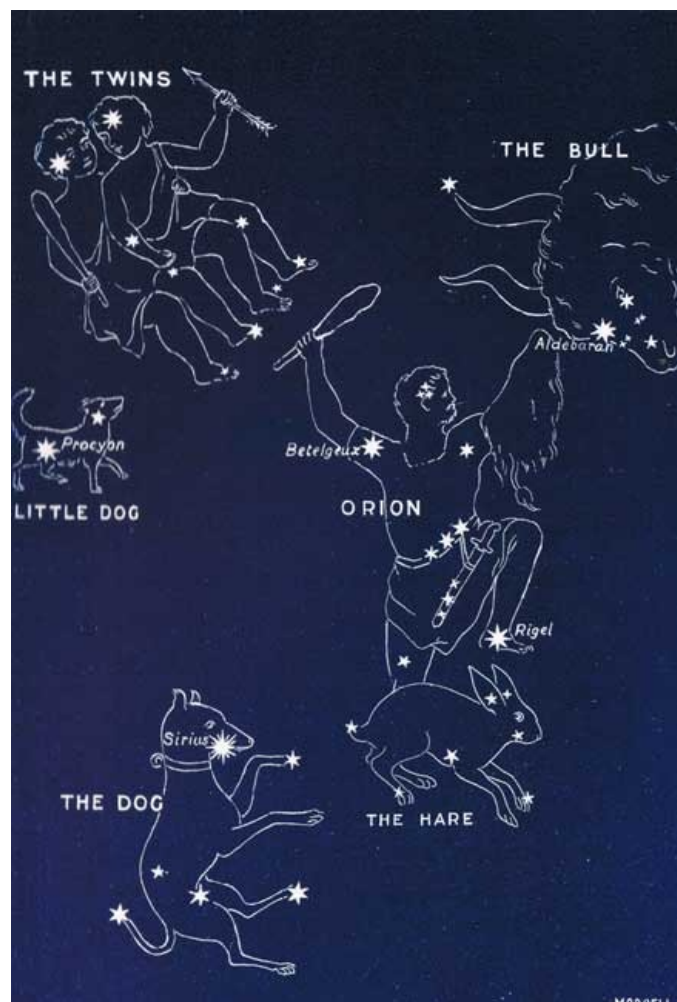 THE TWINS
THE BULL
Aldebaran
Procyon
LITTLE DOG
Betelgeux
ORION
Rigel
Sirius
THE DOG
THE HARE